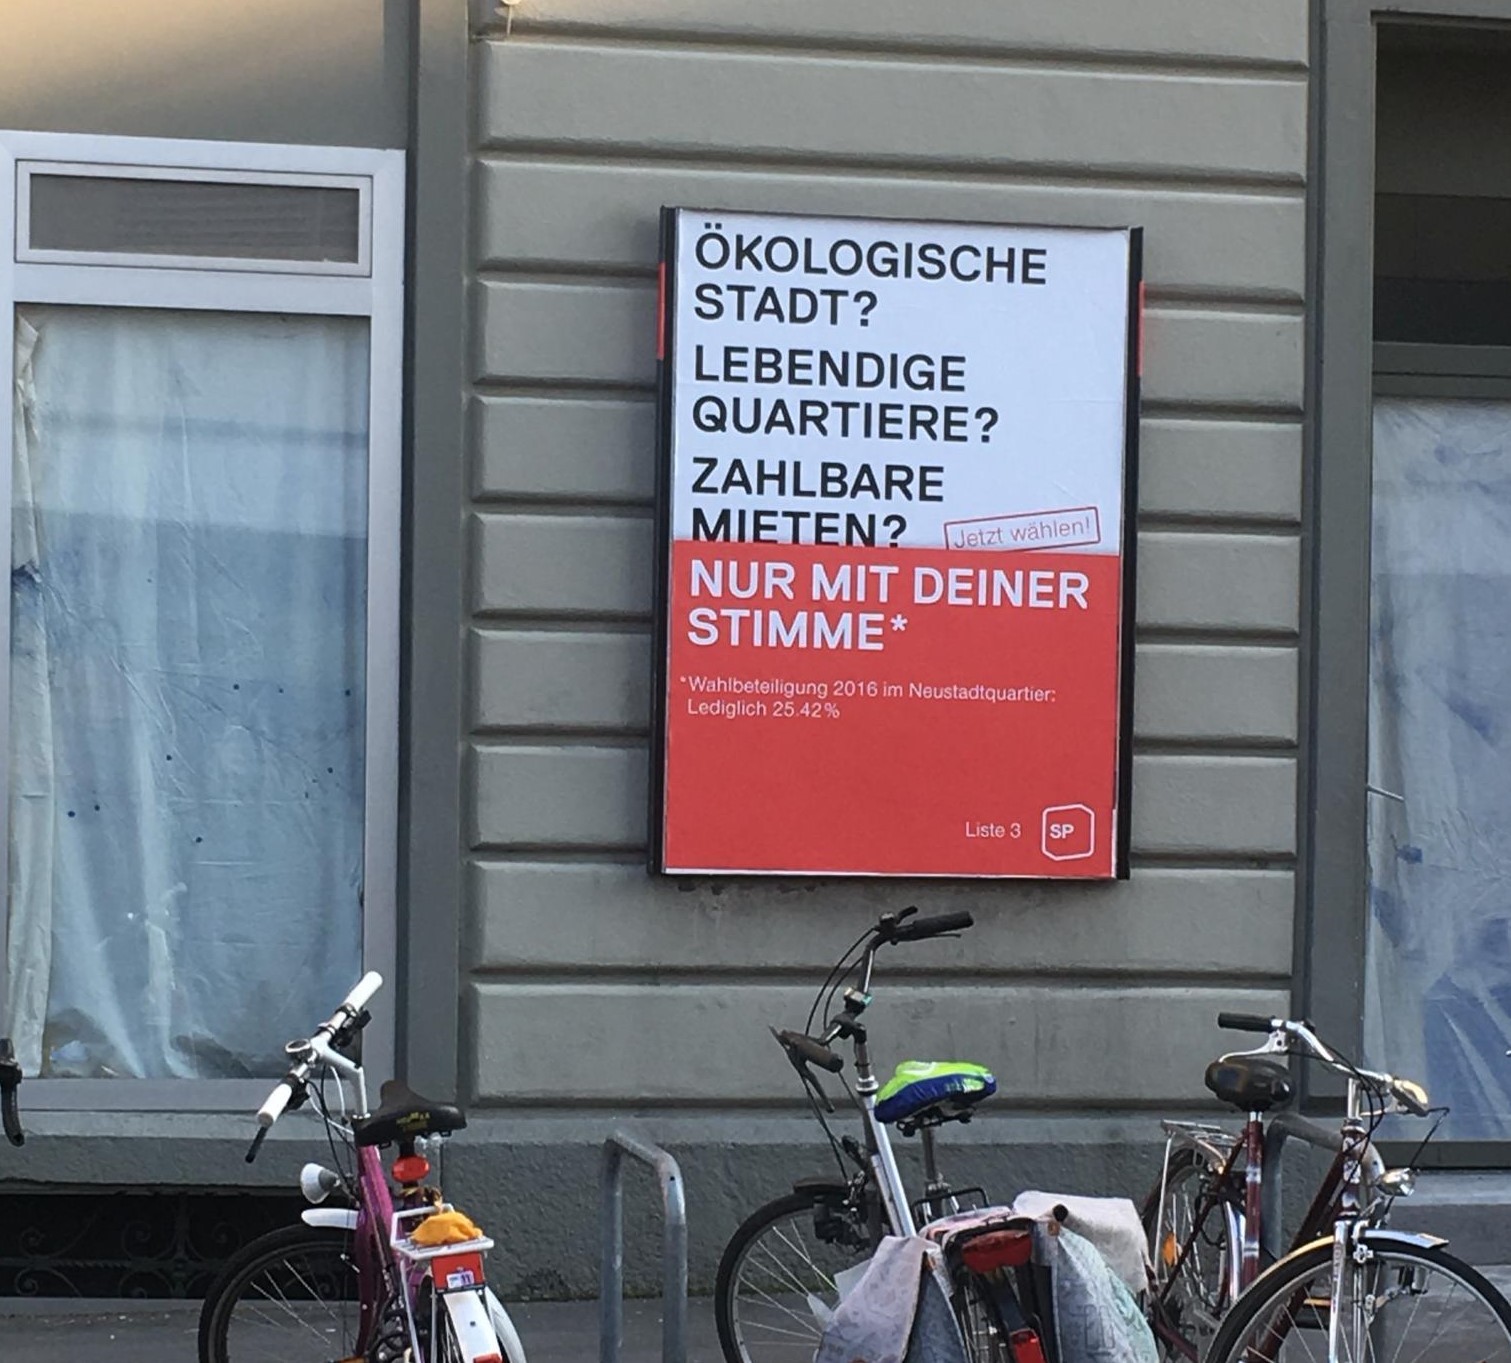 ÖKOLOGISCHE
STADT?
LEBENDIGE
QUARTIERE?
ZAHLBARE
MIETEN?
Jetzt wählen!
NUR MIT DEINER
STIMME*
*Wahlbeteiligung 2016 im Neustadtquartier:
Lediglich 25.42%
Liste 3
SP